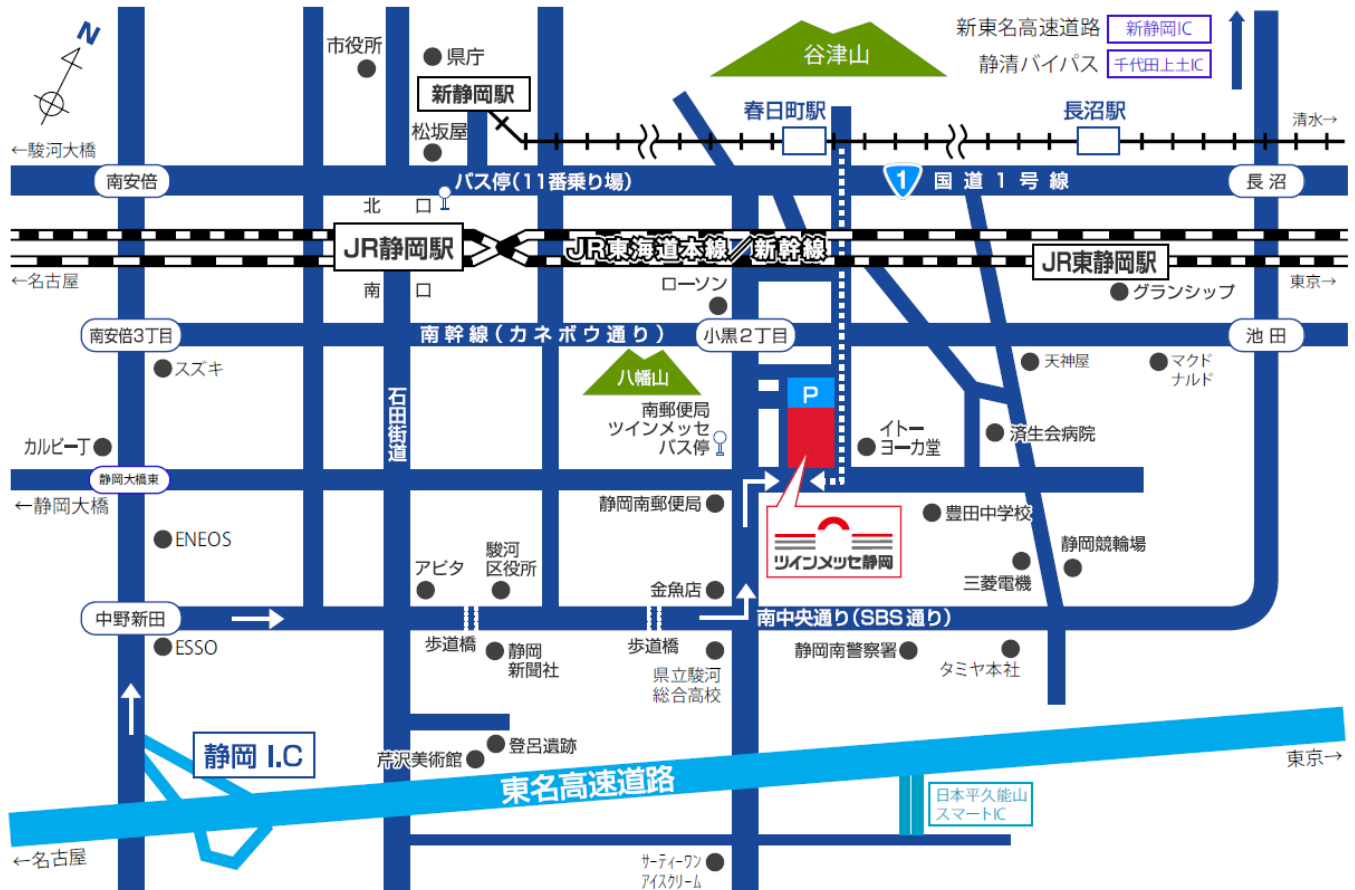 N
市役所
県庁
新静岡駅
松坂屋
谷津山
新東名高速道路
新静岡IC
静清バイパス
千代田上土IC
春日町駅
長沼駅
清水→
←駿河大橋
南安倍
バス停(11番乗り場)
1
国道1号線
長沼
北口
JR静岡駅
JR東海道本線/新幹線
JR東静岡駅
←名古屋
南口
ローソン
グランシップ
東京→
南安倍3丁目
南幹線(カネボウ通り)
小黒2丁目
池田
スズキ
八幡山
天神屋
マクド
ナルド
P
石田街道
南郵便局
ツインメッセ
バス停
イトー
ヨーカ堂
済生会病院
カルビー丁
静岡大橋東
←静岡大橋
静岡南郵便局
豊田中学校
ツインメッセ静岡
ENEOS
アピタ
駿河
区役所
金魚店
三菱電機
静岡競輪場
中野新田
南中央通り(SBS通り)
ESSO
歩道橋
静岡
新聞社
歩道橋
県立駿河
総合高校
静岡南警察署
タミヤ本社
静岡 I.C
芹沢美術館
登呂遺跡
東名高速道路
東京→
日本平久能山
スマートIC
←名古屋
サーティーワン
アイスクリーム